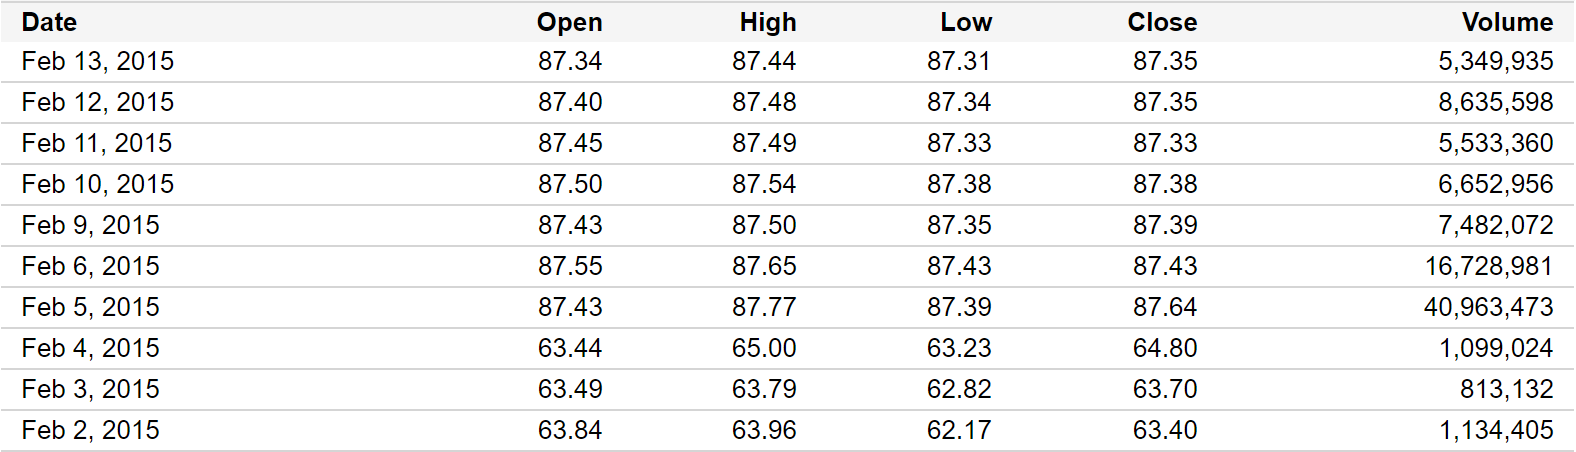 Date Open High Low Close Volume
Feb 13, 2015 87.34 87.44 87.31 87.35 5,349,935
Feb 12, 2015 87.40 87.48 87.34 87.35 8,635,598
Feb 11, 2015 87.45 87.49 87.33 87.33 5,533,360
Feb 10, 2015 87.50 87.54 87.38 87.38 6,652,956
Feb 9, 2015 87.43 87.50 87.35 87.39 7,482,072
Feb 6, 2015 87.55 87.65 87.43 87.43 16,728,981
Feb 5, 2015 87.43 87.77 87.39 87.64 40,963,473
Feb 4, 2015 63.44 65.00 63.23 64.80 1,099,024
Feb 3, 2015 63.49 63.79 62.82 63.70 813,132
Feb 2, 2015 63.84 63.96 62.17 63.40 1,134,405